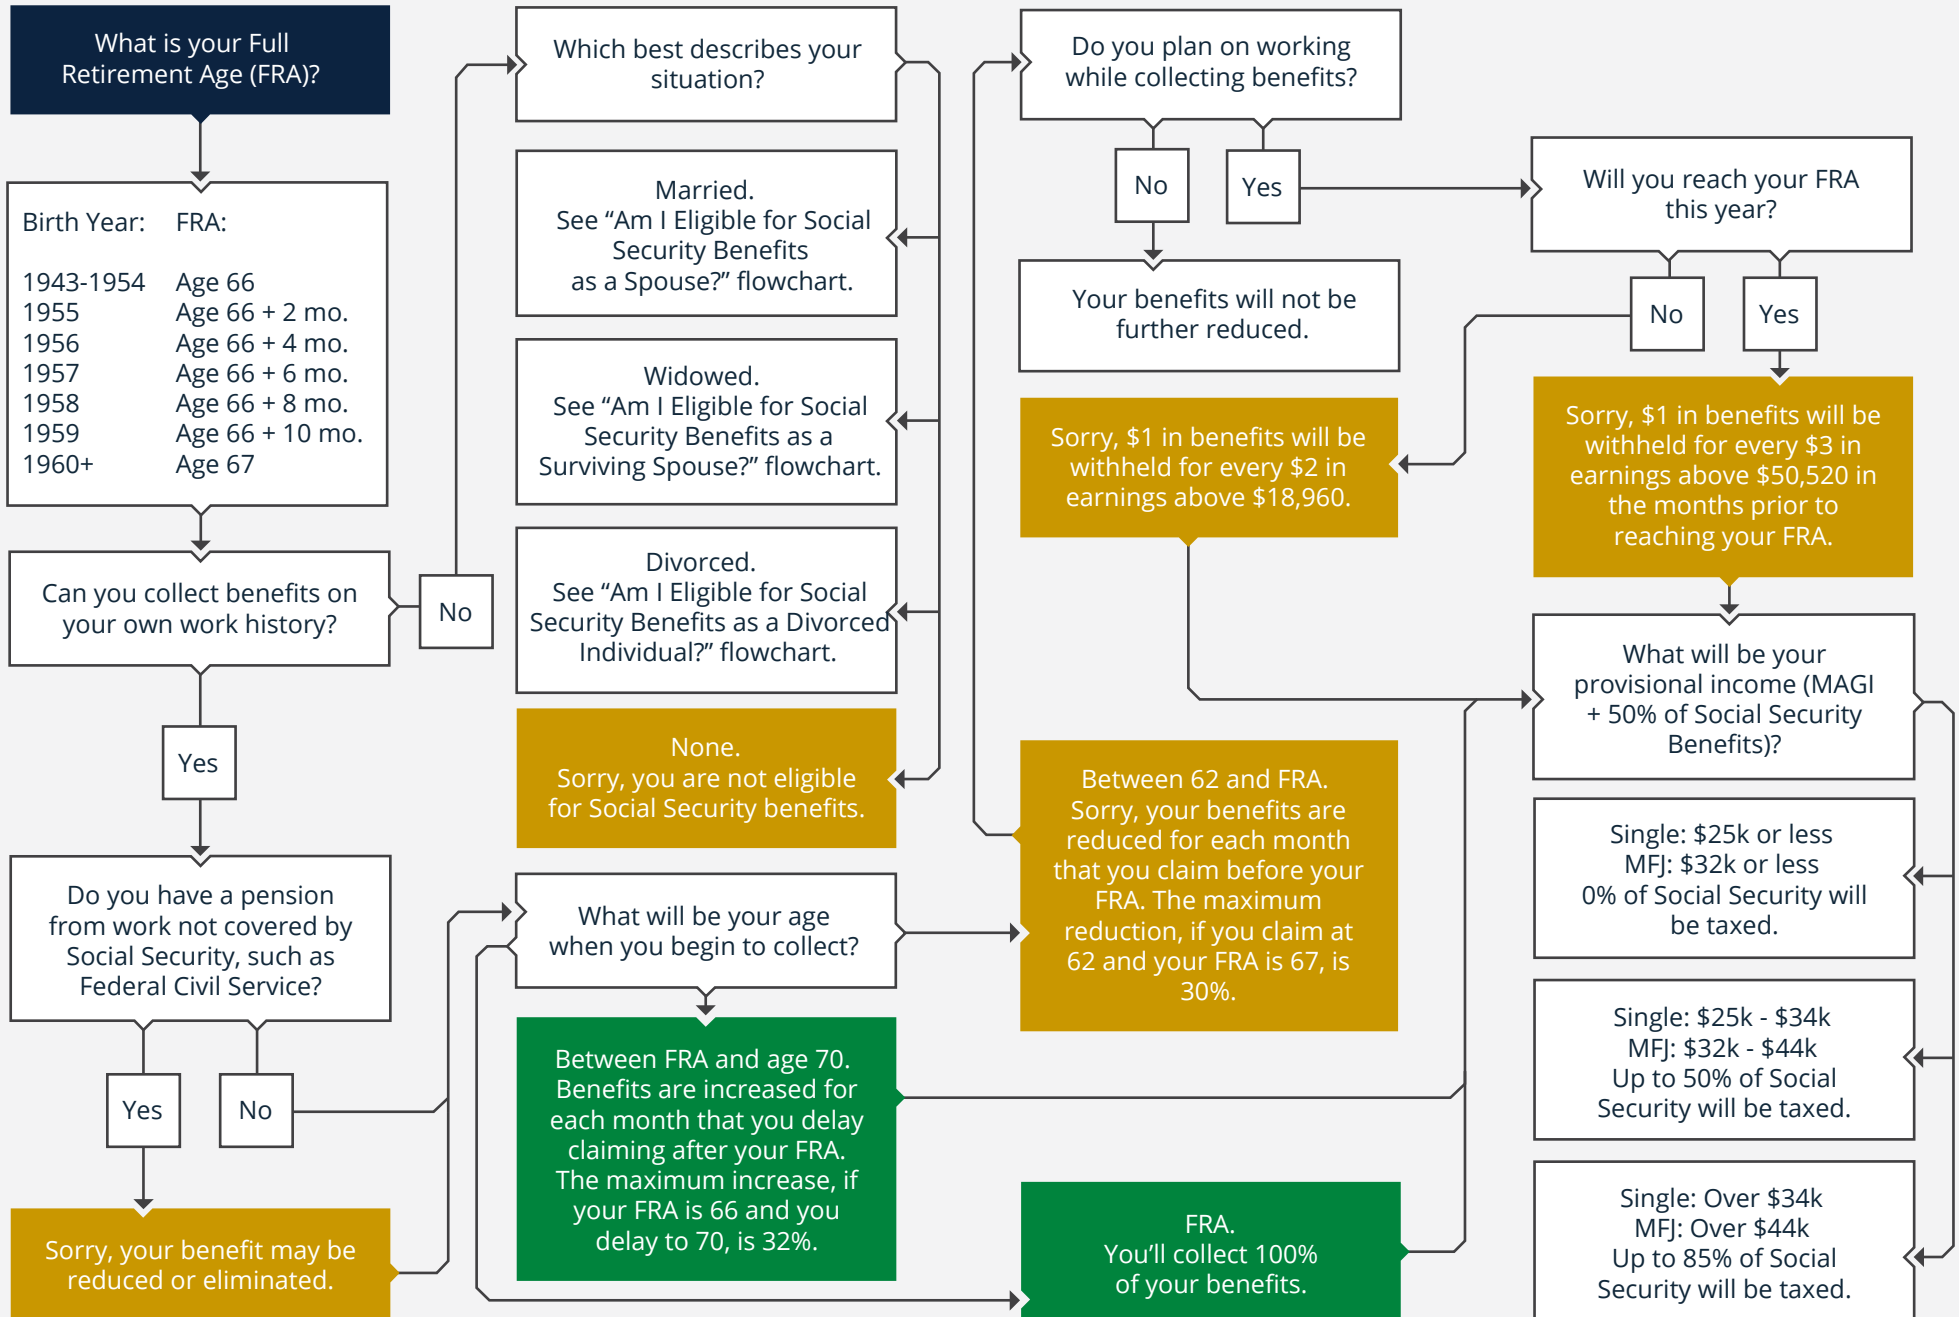 What is your Full
Retirement Age (FRA)?
Birth Year: FRA:
1943-1954 Age 66
1955 Age 66 + 2 mo.
1956 Age 66 + 4 mo.
1957 Age 66 + 6 mo.
1958 Age 66 + 8 mo.
1959 Age 66 + 10 mo.
1960+ Age 67
Can you collect benefits on
your own work history?
No
Yes
Do you have a pension
from work not covered by
Social Security, such as
Federal Civil Service?
Yes
No
Sorry, your benefit may be
reduced or eliminated.
Which best describes your
situation?
Married.
See “Am I Eligible for Social
Security Benefits
as a Spouse?” flowchart.
Widowed.
See “Am I Eligible for Social
Security Benefits as a
Surviving Spouse?” flowchart.
Divorced.
See “Am I Eligible for Social
Security Benefits as a Divorced
Individual?” flowchart.
None.
Sorry, you are not eligible
for Social Security benefits.
What will be your age
when you begin to collect?
Between FRA and age 70.
Benefits are increased for
each month that you delay
claiming after your FRA.
The maximum increase, if
your FRA is 66 and you
delay to 70, is 32%.
Do you plan on working
while collecting benefits?
No
Yes
Your benefits will not be
further reduced.
Sorry, $1 in benefits will be
withheld for every $2 in
earnings above $18,960.
Between 62 and FRA.
Sorry, your benefits are
reduced for each month
that you claim before your
FRA. The maximum
reduction, if you claim at
62 and your FRA is 67, is
30%.
FRA.
You’ll collect 100%
of your benefits.
Will you reach your FRA
this year?
No
Yes
Sorry, $1 in benefits will be
withheld for every $3 in
earnings above $50,520 in
the months prior to
reaching your FRA.
What will be your
provisional income (MAGI
+ 50% of Social Security
Benefits)?
Single: $25k or less
MFJ: $32k or less
0% of Social Security will
be taxed.
Single: $25k - $34k
MFJ: $32k - $44k
Up to 50% of Social
Security will be taxed.
Single: Over $34k
MFJ: Over $44k
Up to 85% of Social
Security will be taxed.